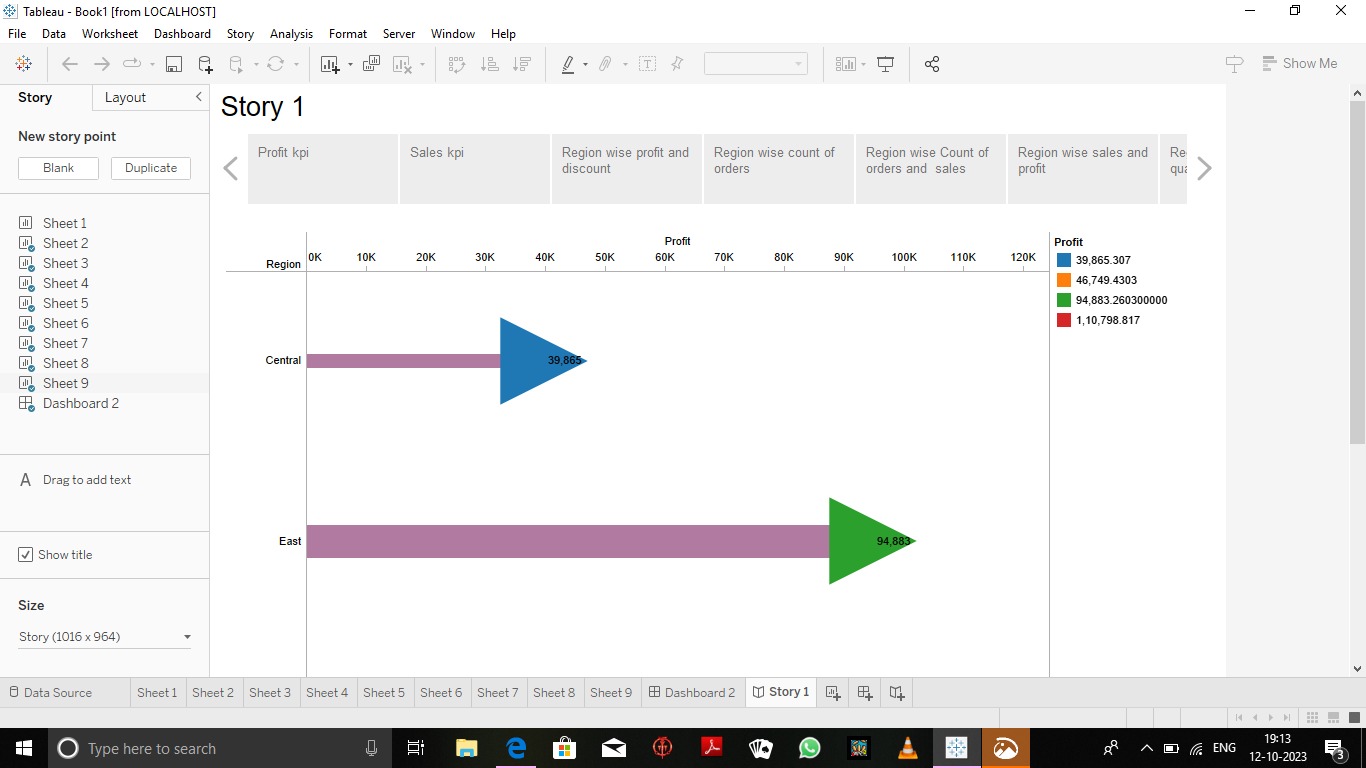 Tableau - Book1 [from LOCALHOST]
File Data Worksheet Dashboard Story Analysis Format Server Window Help
Show Me
Story Layout
New story point
Blank Duplicate
Sheet 1
Sheet 2
Sheet 3
Sheet 4
Sheet 5
Sheet 6
Sheet 7
Sheet 8
Sheet 9
Dashboard 2
A Drag to add text
Show title
Size
Story (1016 x 964)
Story 1
Profit kpi
Sales kpi
Region wise profit and
discount
Region wise count of
orders
Region wise Count of
orders and sales
Region wise sales and
profit
Profit
Region 0K 10K 20K 30K 40K 50K 60K 70K 80K 90K 100K 110K 120K
Central 39,865
East 94,883
Profit
39,865.307
46,749.4303
94,883.260300000
1,10,798.817
Data Source Sheet 1 Sheet 2 Sheet 3 Sheet 4 Sheet 5 Sheet 6 Sheet 7 Sheet 8 Sheet 9 Dashboard 2 Story 1
Type here to search
ENG
19:13
12-10-2023
3